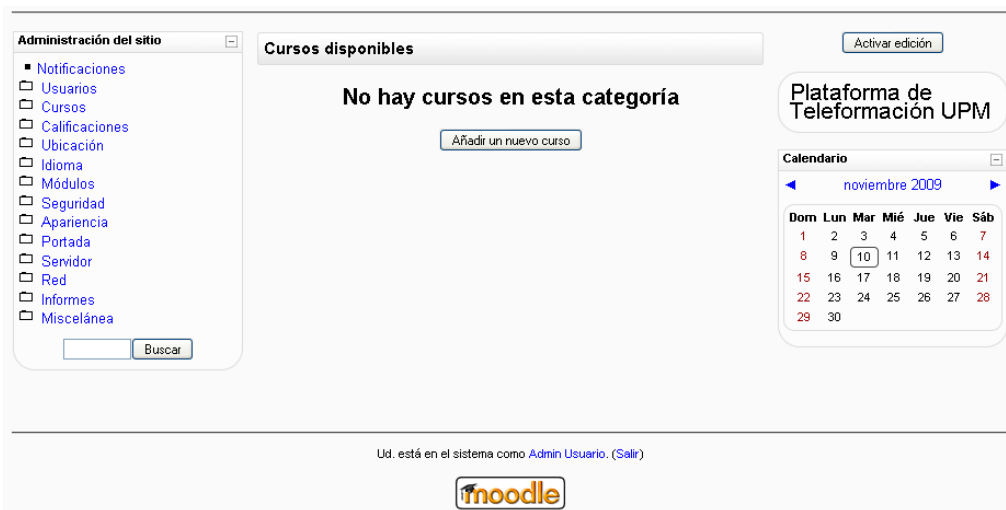 Administración del sitio
Notificaciones
Usuarios
Cursos
Calificaciones
Ubicación
Idioma
Módulos
Seguridad
Apariencia
Portada
Servidor
Red
Informes
Miscelánea
Buscar
Cursos disponibles
No hay cursos en esta categoría
Añadir un nuevo curso
Activar edición
Plataforma de
Teleformación UPM
Calendario
noviembre 2009
Dom Lun Mar Mié Jue Vie Sáb
1 2 3 4 5 6 7
8 9 10 11 12 13 14
15 16 17 18 19 20 21
22 23 24 25 26 27 28
29 30
Ud. está en el sistema como Admin Usuario. (Salir)
moodle